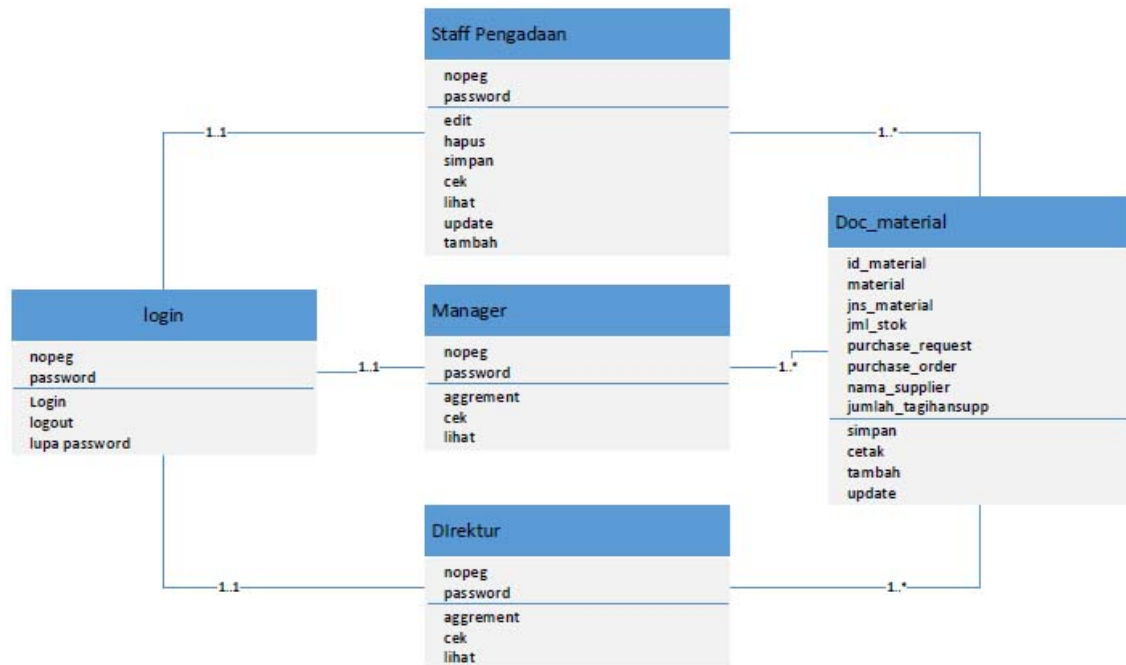 Staff Pengadaan
nopeg
password
edit
hapus
simpan
cek
lihat
update
tambah
1..1
1..*
login
nopeg
password
Login
logout
lupa password
1..1
Manager
nopeg
password
aggrement
cek
lihat
1..*
Doc_material
id_material
material
jns_material
jml_stok
purchase_request
purchase_order
nama_supplier
jumlah_tagihansupp
simpan
cetak
tambah
update
DIrektur
nopeg
password
aggrement
cek
lihat
1..1
1..*